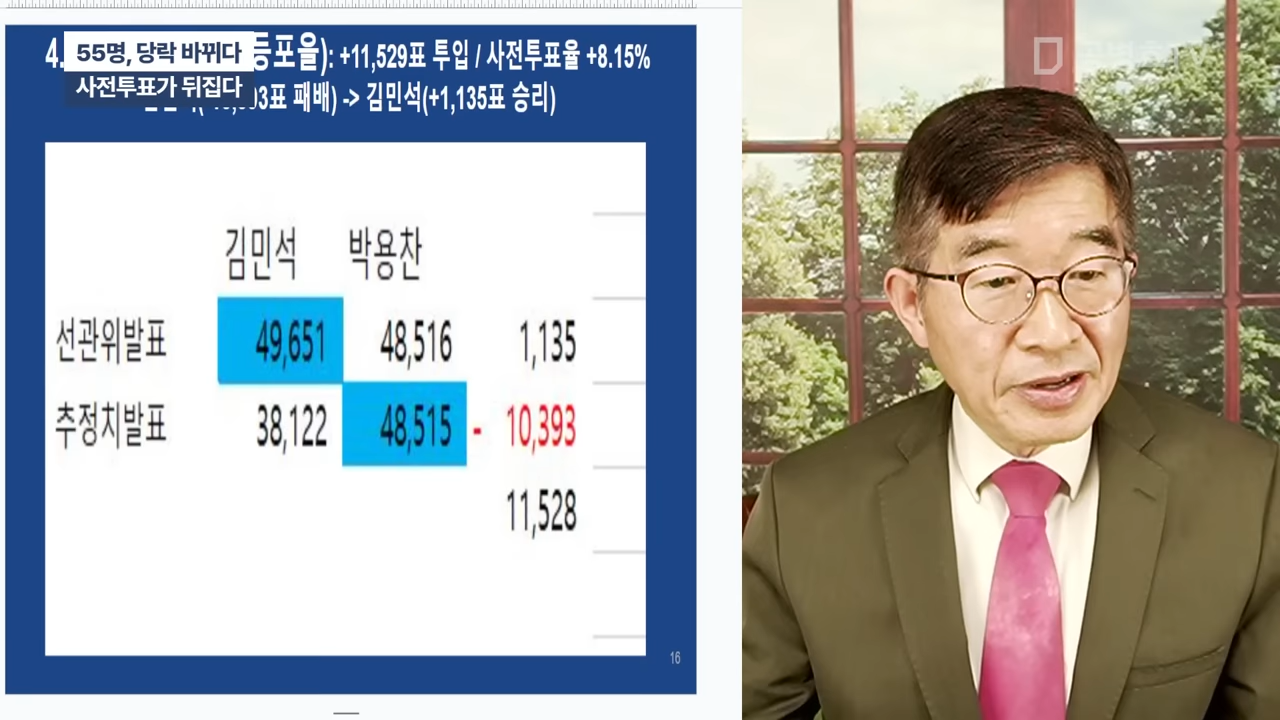 4. 등포을): +11,529표 투입 / 사전투표율 +8.15%
55명, 당락 바뀌다
사전투표가 뒤집다
표 패배) -> 김민석(+1,135표 승리)
김민석 박용찬
선관위발표 49,651 48,516 1,135
추정치발표 38,122 48,515 - 10,393
11,528
16